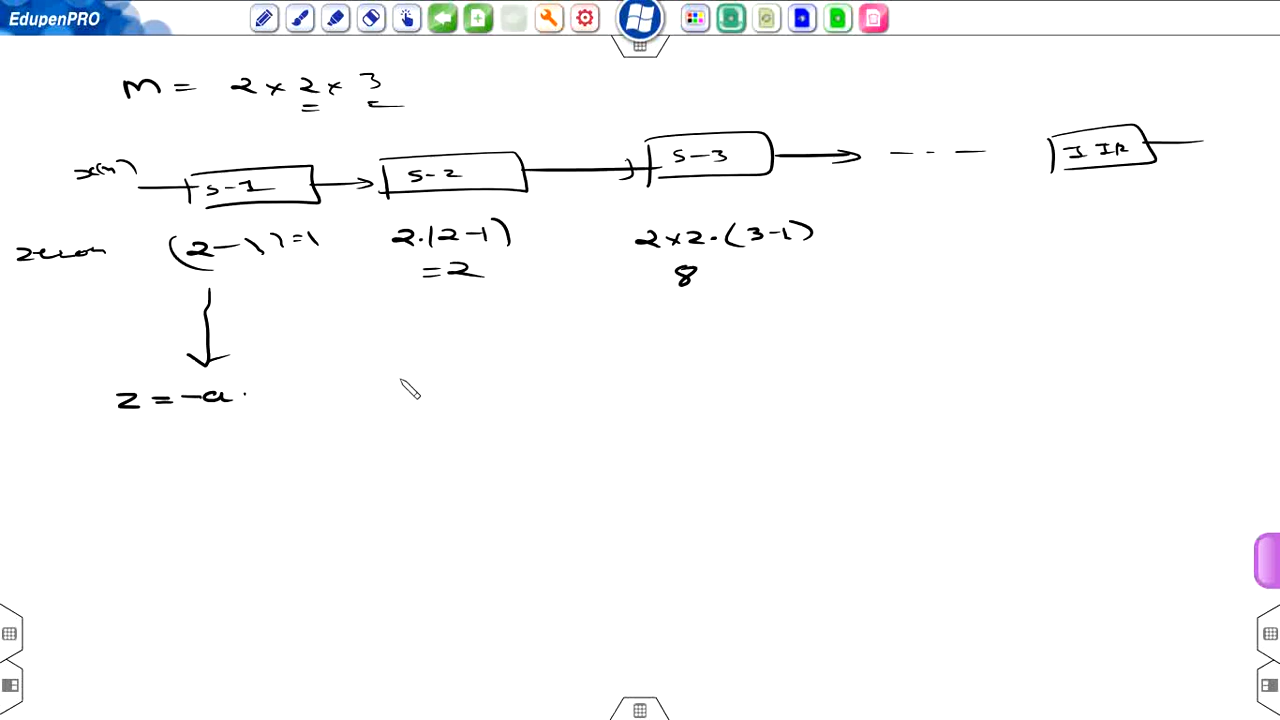 EdupenPRO
M = 2 × 2 × 3
x(n) S-1 S-2 S-3 IIR
zeros (2-1) = 1 2.(2-1) 2×2.(3-1)
= 2 8
z = -a.